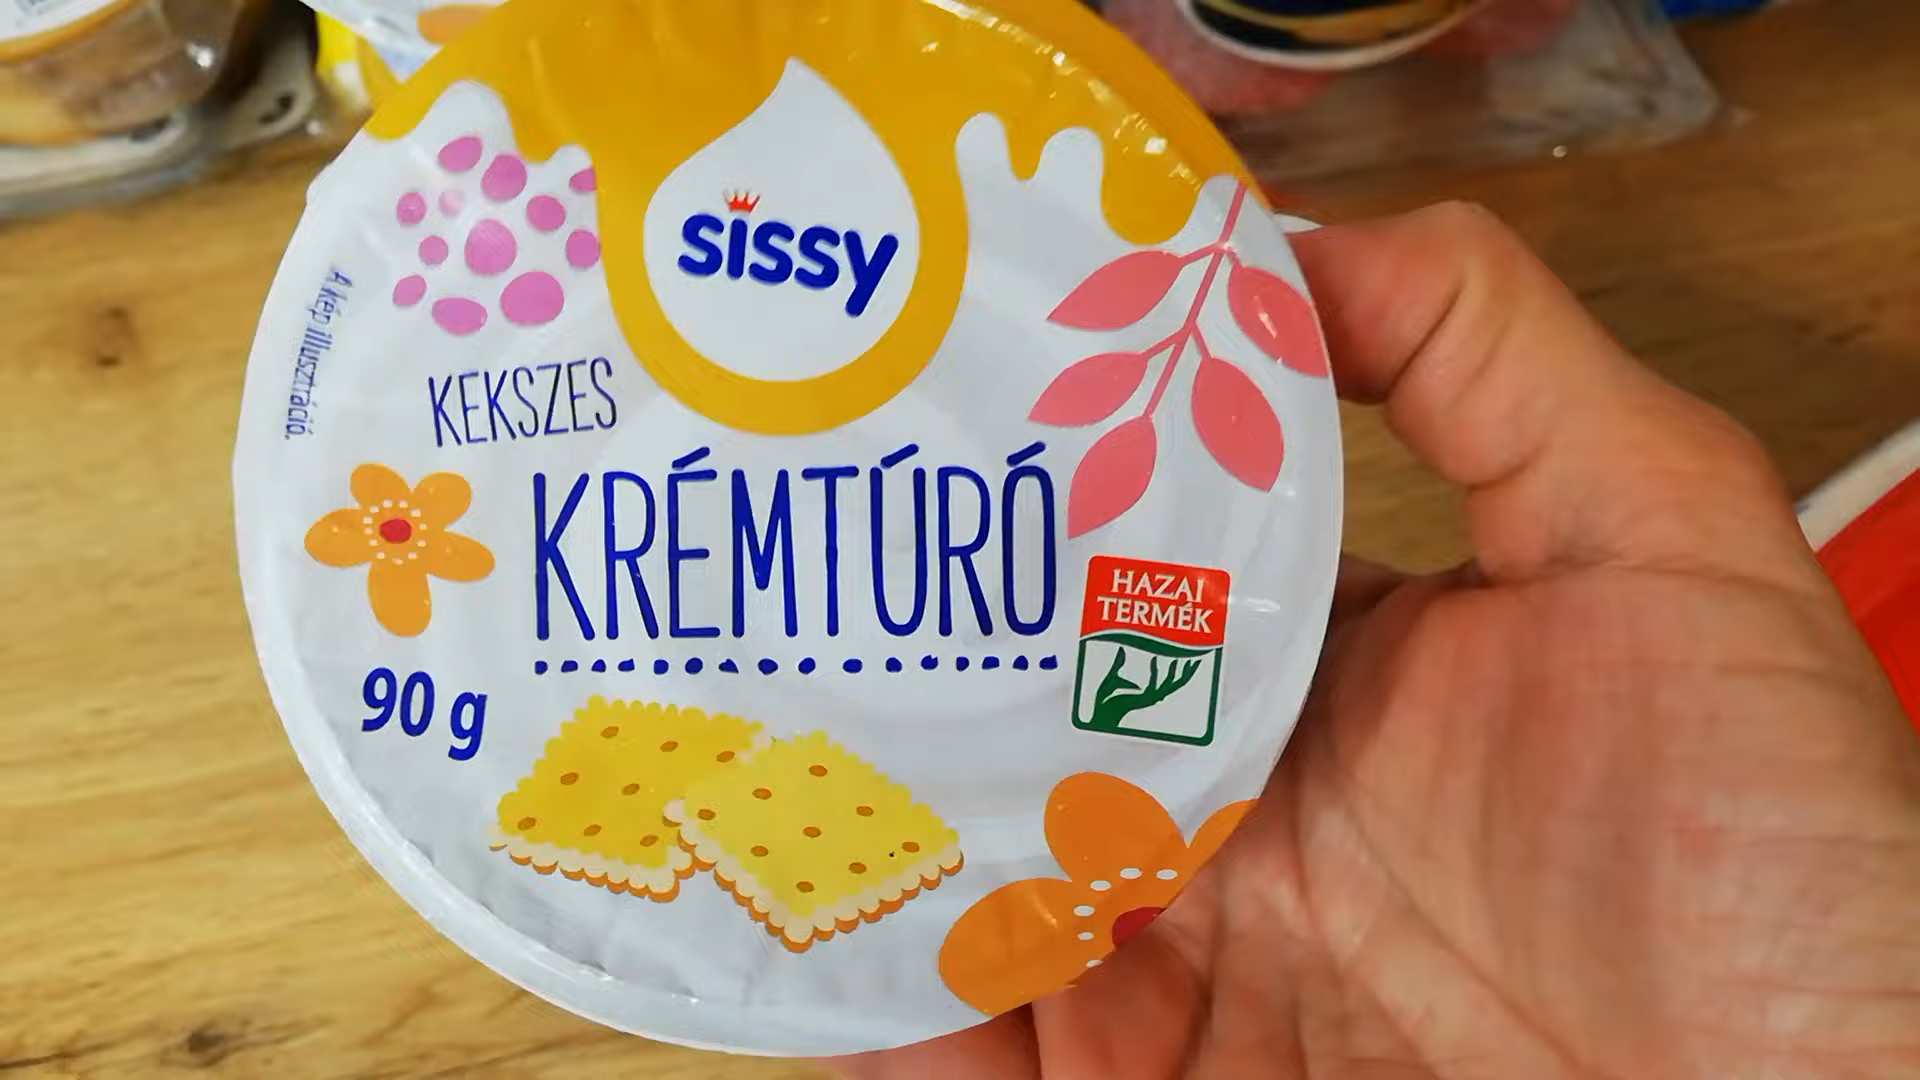 sissy
A kép illusztráció.
KEKSZES
KRÉMTÚRÓ
HAZAI
TERMÉK
90 g